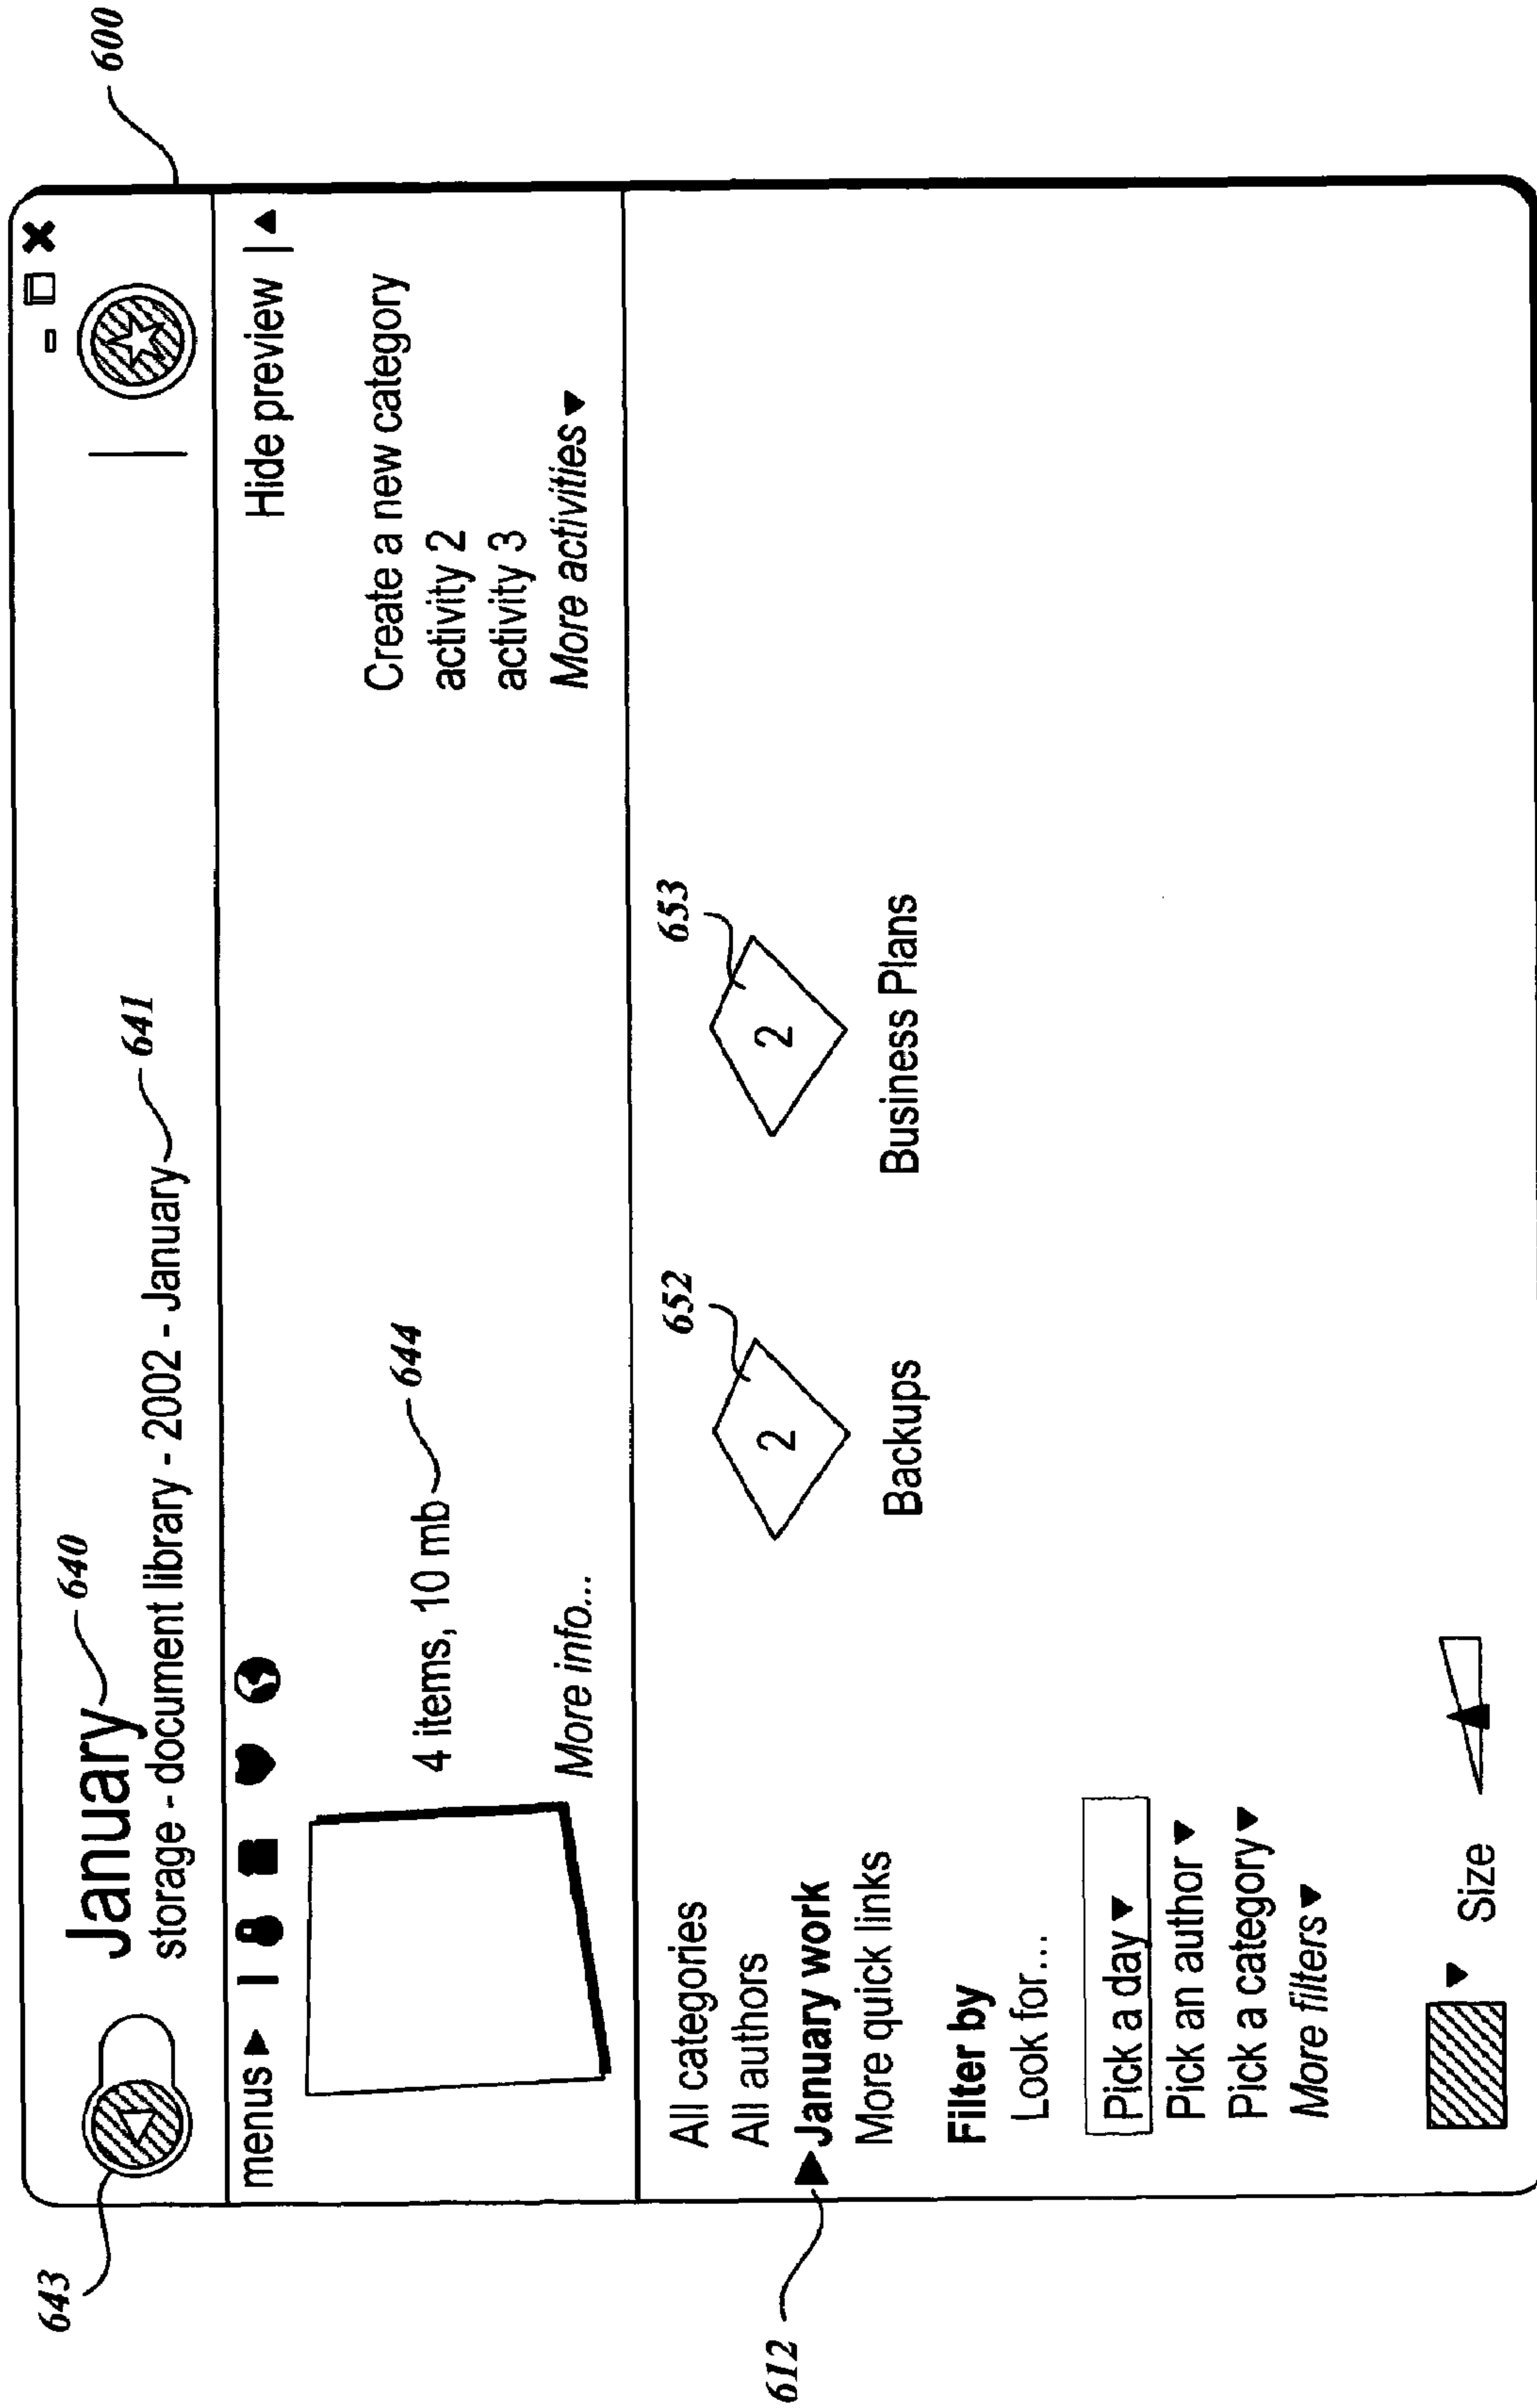 600
January 640
storage - document library - 2002 - January 641
643
menus
Hide preview
4 items, 10 mb 644
More info...
Create a new category
activity 2
activity 3
More activities
All categories
All authors
January work
612
More quick links
Filter by
Look for...
Pick a day
Pick an author
Pick a category
More filters
Size
652
2
Backups
653
2
Business Plans